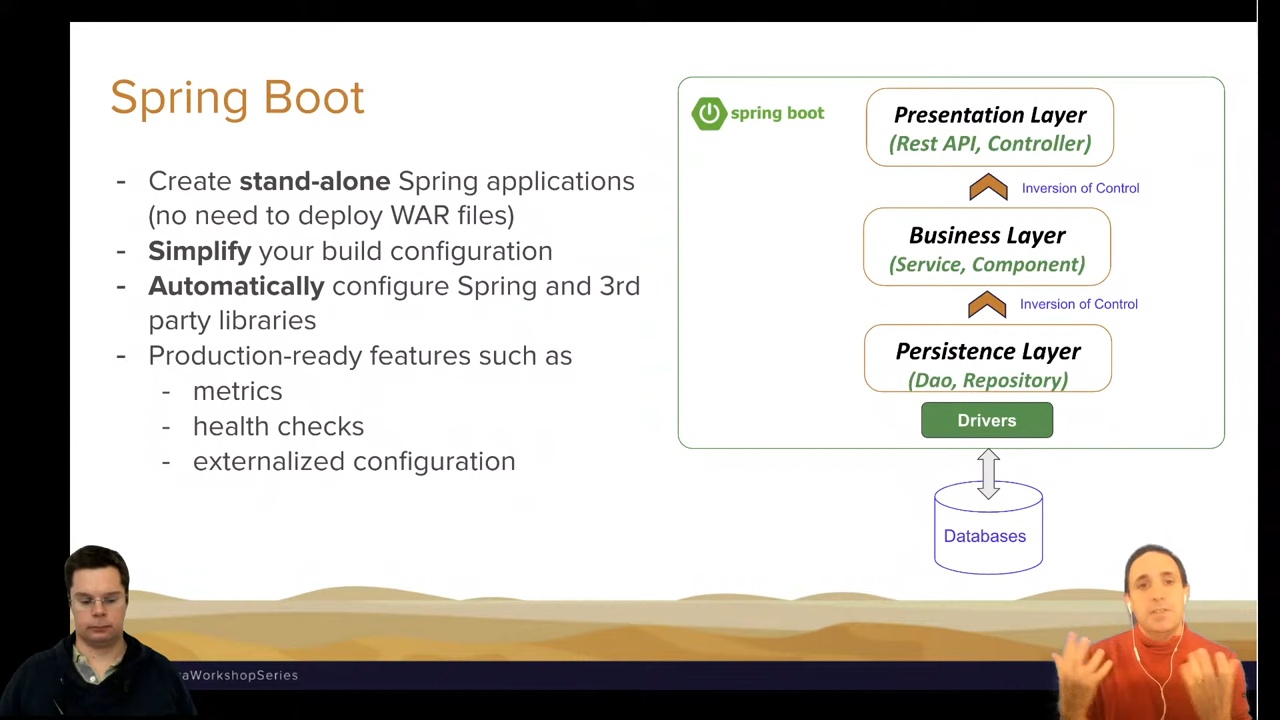 Spring Boot
- Create stand-alone Spring applications
(no need to deploy WAR files)
- Simplify your build configuration
- Automatically configure Spring and 3rd
party libraries
- Production-ready features such as
- metrics
- health checks
- externalized configuration
spring boot
Presentation Layer
(Rest API, Controller)
Inversion of Control
Business Layer
(Service, Component)
Inversion of Control
Persistence Layer
(Dao, Repository)
Drivers
Databases
raWorkshopSeries